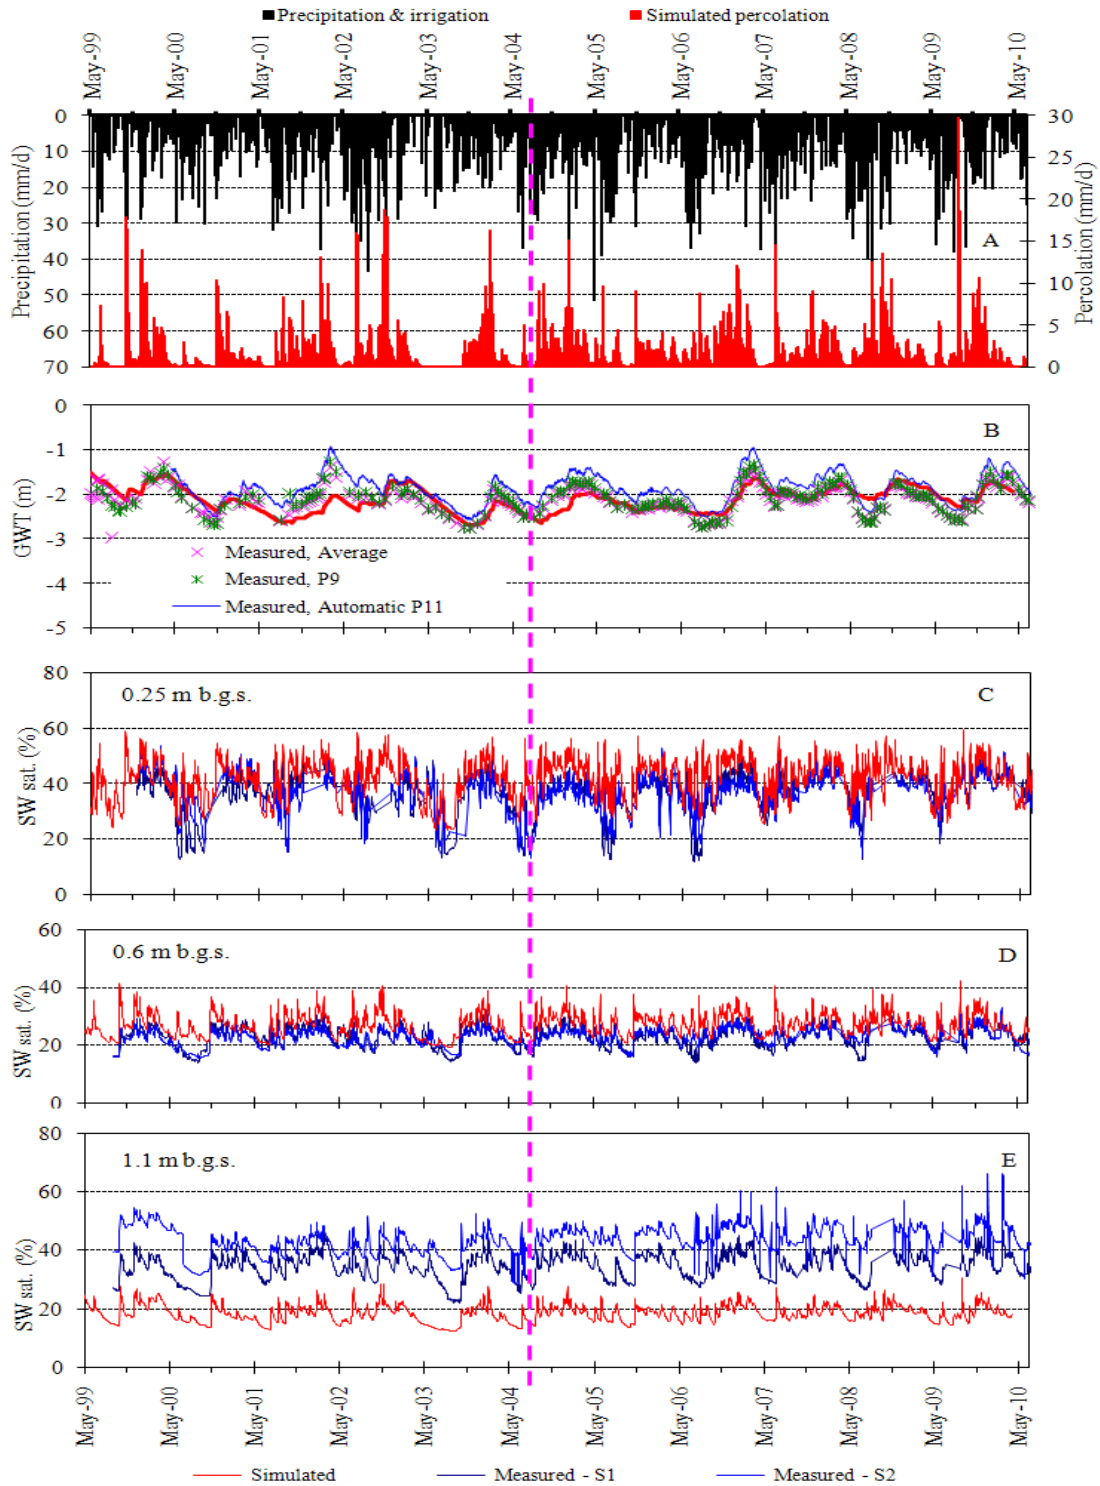 Precipitation & irrigation Simulated percolation
May-99 May-00 May-01 May-02 May-03 May-04 May-05 May-06 May-07 May-08 May-09 May-10
Precipitation (mm/d)
0
10
20
30
40
50
60
70
A
30
25
20
15
10
5
0
Percolation (mm/d)
GWT (m)
0
-1
-2
-3
-4
-5
B
Measured, Average
Measured, P9
Measured, Automatic P11
SW sat. (%)
80
60
40
20
0
0.25 m b.g.s.
C
SW sat. (%)
60
40
20
0
0.6 m b.g.s.
D
SW sat. (%)
80
60
40
20
0
1.1 m b.g.s.
E
May-99 May-00 May-01 May-02 May-03 May-04 May-05 May-06 May-07 May-08 May-09 May-10
Simulated Measured - S1 Measured - S2